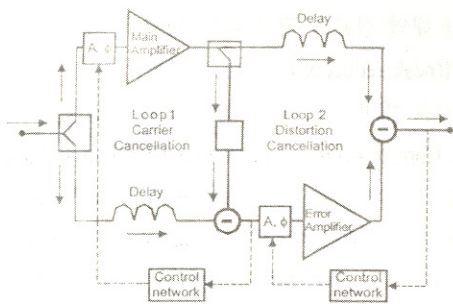 Delay
A, ϕ
Main
Amplifier
Loop 1
Carrier
Cancellation
Loop 2
Distortion
Cancellation
Delay
A, ϕ
Error
Amplifier
Control
network
Control
network